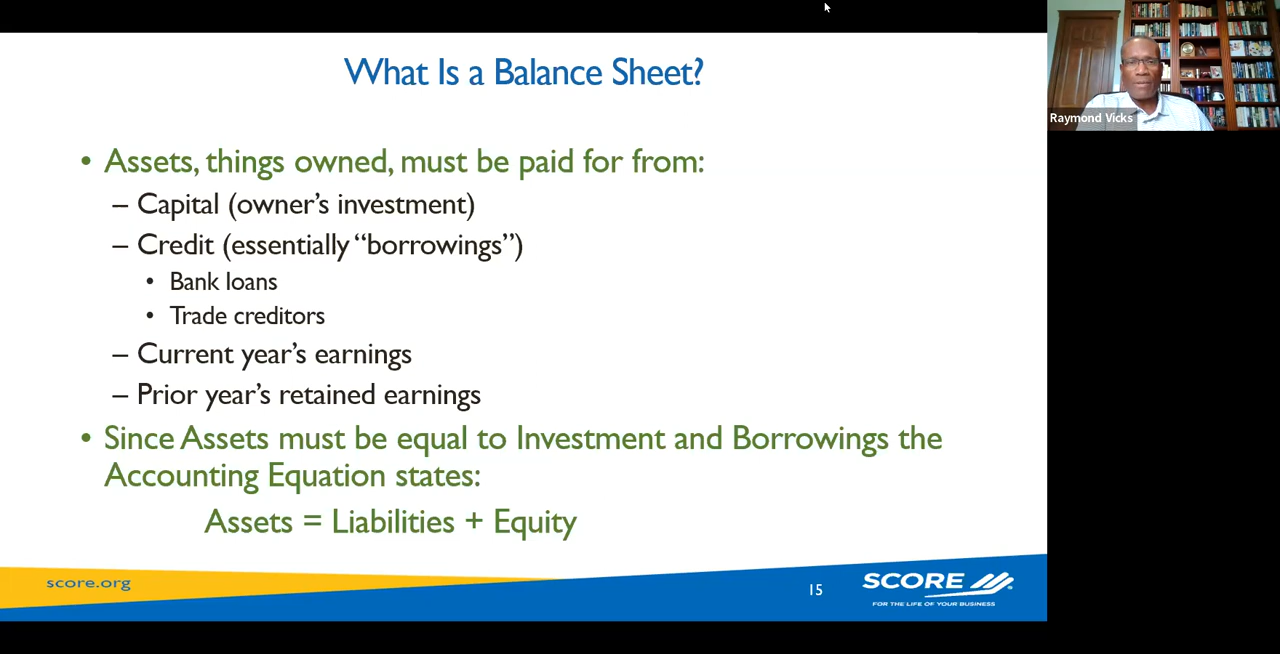 What Is a Balance Sheet?
• Assets, things owned, must be paid for from:
– Capital (owner’s investment)
– Credit (essentially “borrowings”)
• Bank loans
• Trade creditors
– Current year’s earnings
– Prior year’s retained earnings
• Since Assets must be equal to Investment and Borrowings the
Accounting Equation states:
Assets = Liabilities + Equity
score.org
15
SCORE
FOR THE LIFE OF YOUR BUSINESS
Raymond Vicks